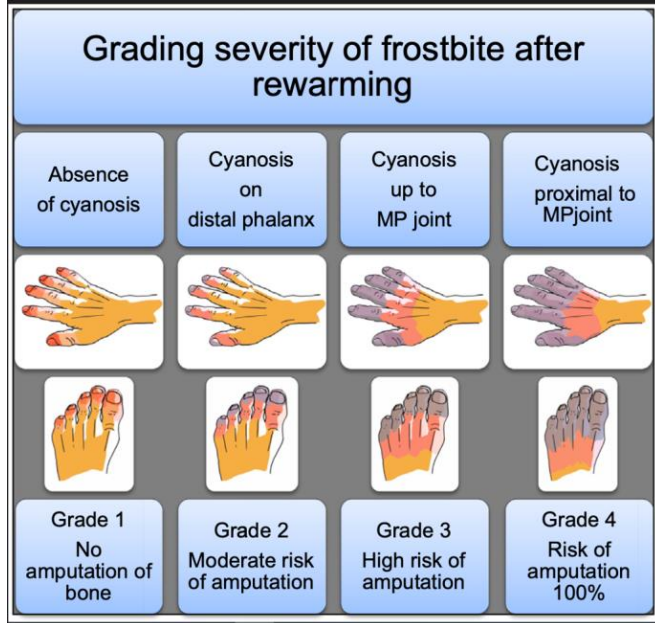 Grading severity of frostbite after
rewarming
Absence
of cyanosis
Cyanosis
on
distal phalanx
Cyanosis
up to
MP joint
Cyanosis
proximal to
MPjoint
Grade 1
No
amputation of
bone
Grade 2
Moderate risk
of amputation
Grade 3
High risk of
amputation
Grade 4
Risk of
amputation
100%